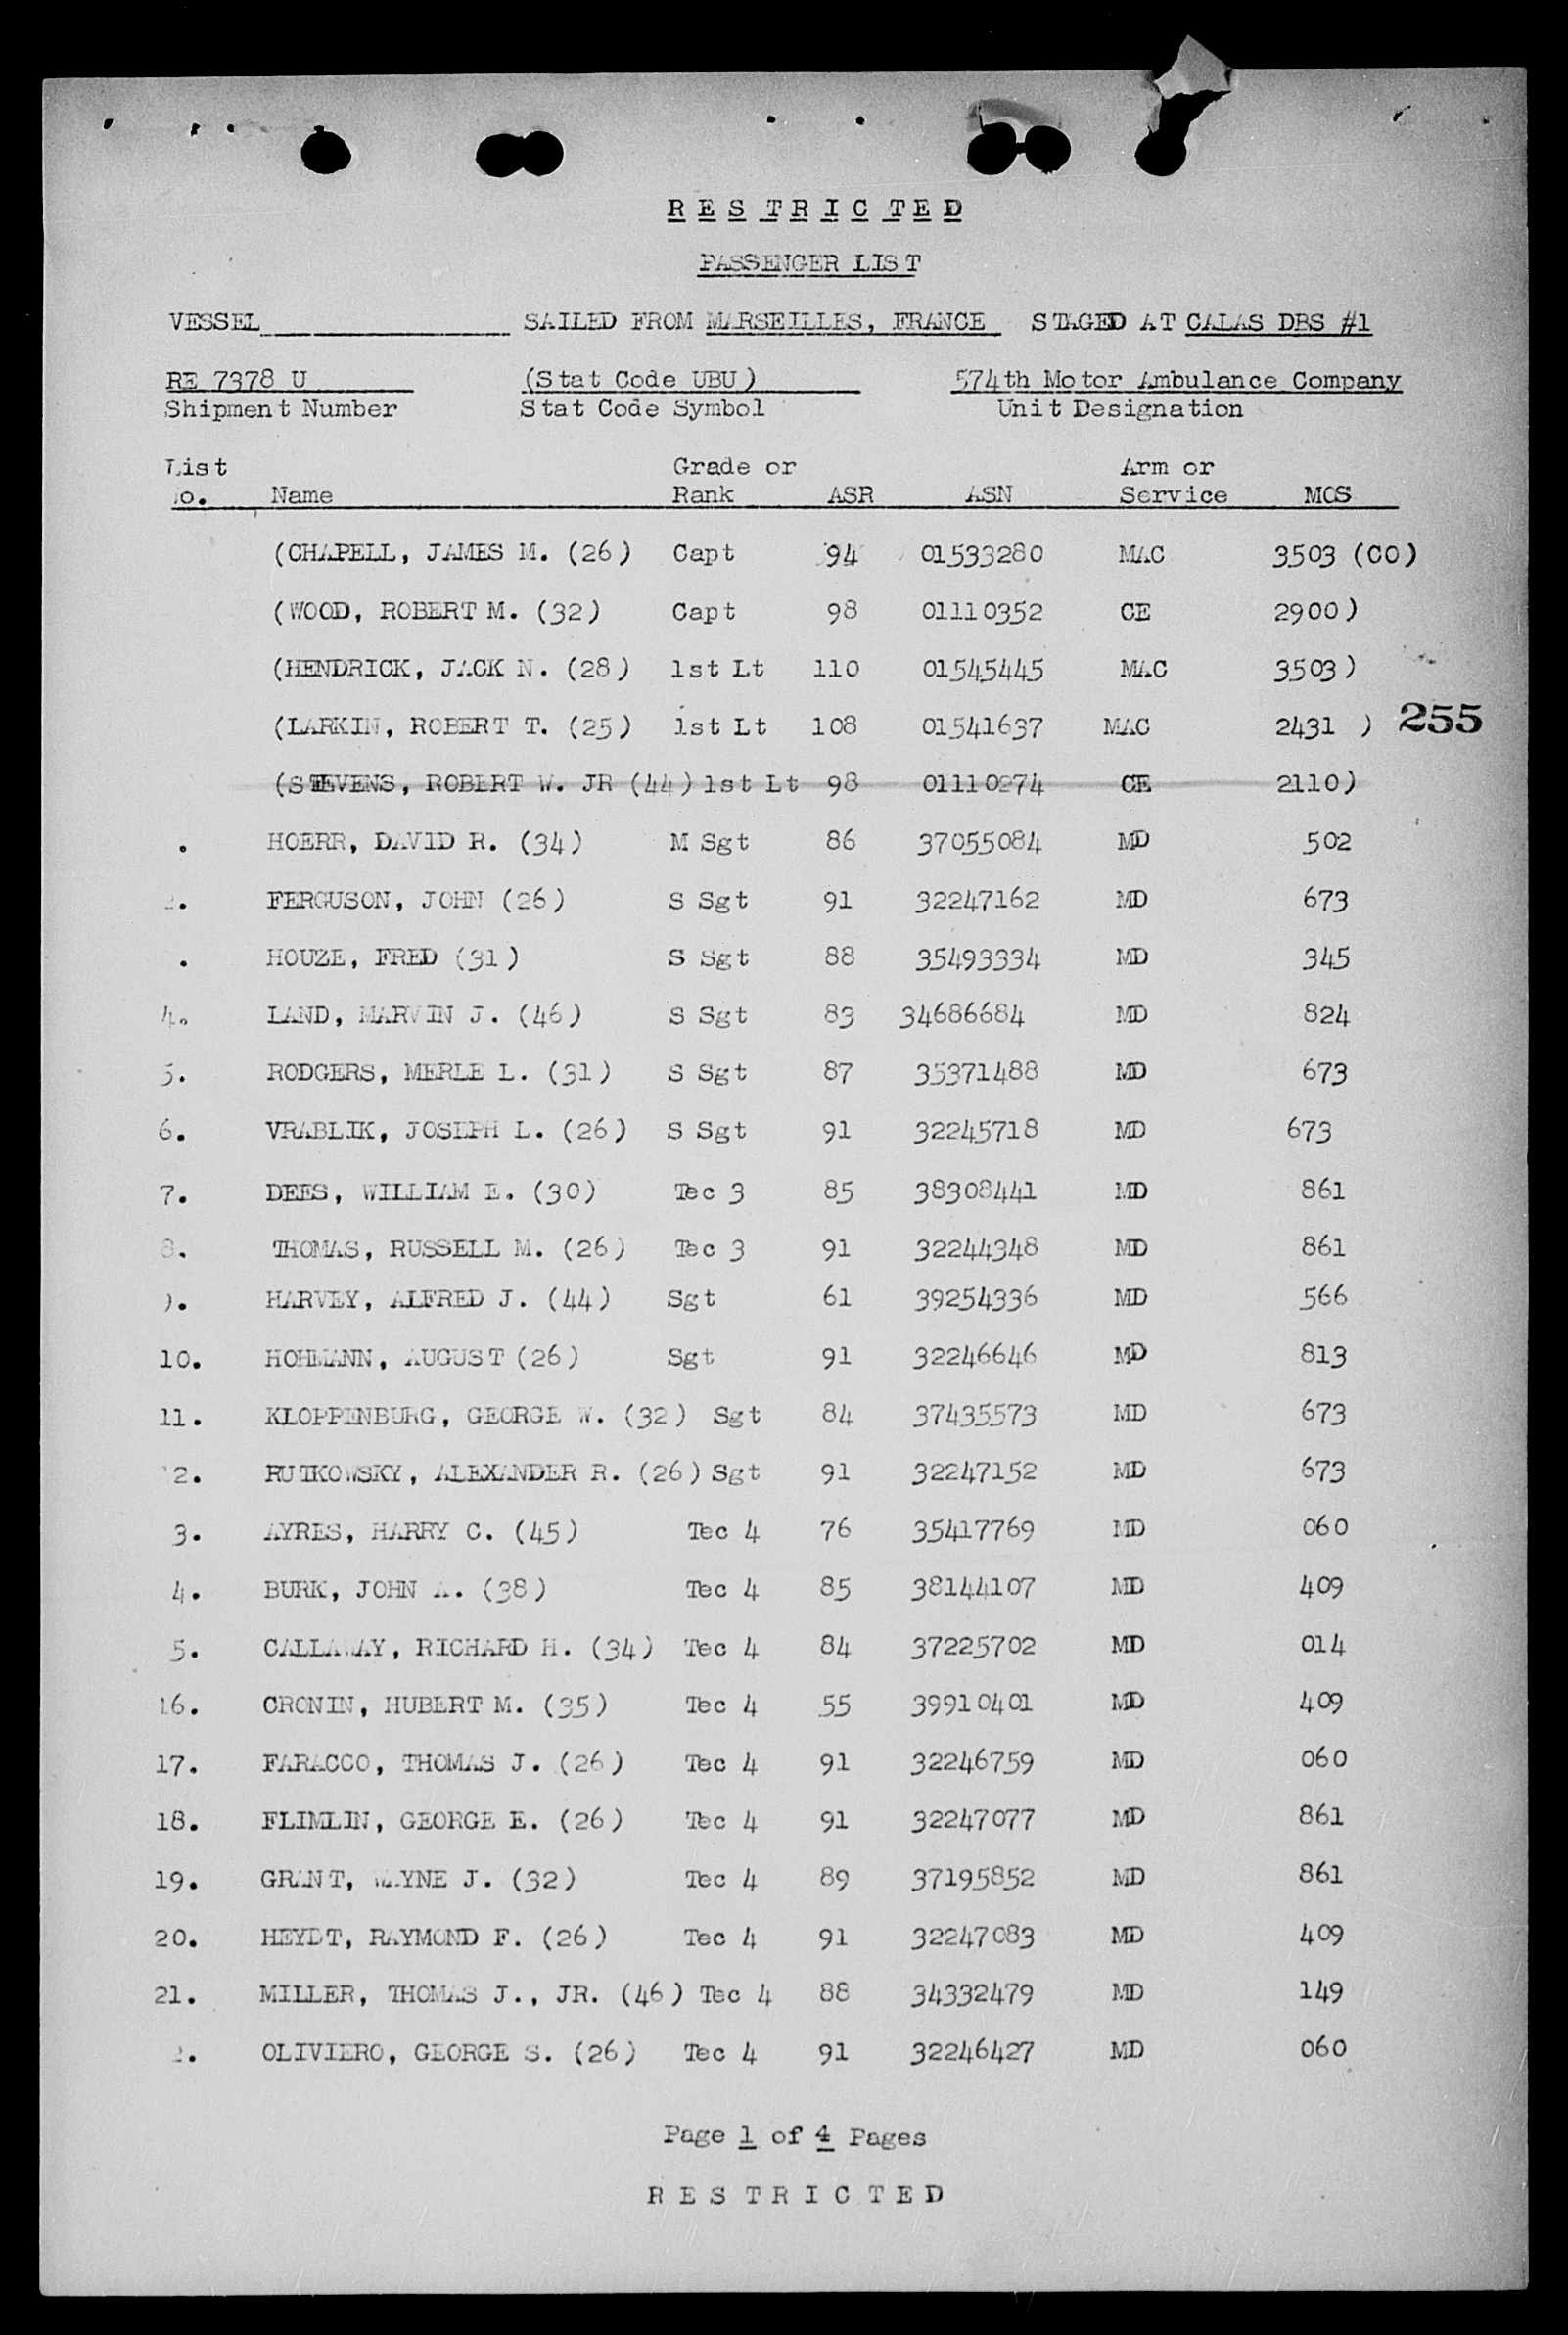 RESTRICTED
PASSENGER LIST
VESSEL SAILED FROM MARSEILLES, FRANCE STAGED AT CALAS DBS #1
RE 7378 U (Stat Code UBU) 574th Motor Ambulance Company
Shipment Number Stat Code Symbol Unit Designation
List Grade or Arm or
No. Name Rank ASR ASN Service MOS
(CHAPELL, JAMES M. (26) Capt 94 01533280 MAC 3503 (CO)
(WOOD, ROBERT M. (32) Capt 98 01110352 CE 2900)
(HENDRICK, JACK N. (28) 1st Lt 110 01545445 MAC 3503)
(LARKIN, ROBERT T. (25) 1st Lt 108 01541637 MAC 2431 ) 255
(STEVENS, ROBERT W. JR (44) 1st Lt 98 01110274 CE 2110)
. HOERR, DAVID R. (34) M Sgt 86 37055084 MD 502
2. FERGUSON, JOHN (26) S Sgt 91 32247162 MD 673
. HOUZE, FRED (31) S Sgt 88 35493334 MD 345
4. LAND, MARVIN J. (46) S Sgt 83 34686684 MD 824
5. RODGERS, MERLE L. (31) S Sgt 87 35371488 MD 673
6. VRABLIK, JOSEPH L. (26) S Sgt 91 32245718 MD 673
7. DEES, WILLIAM E. (30) Tec 3 85 38308441 MD 861
8. THOMAS, RUSSELL M. (26) Tec 3 91 32244348 MD 861
). HARVEY, ALFRED J. (44) Sgt 61 39254336 MD 566
10. HOHMANN, AUGUST (26) Sgt 91 32246646 MD 813
11. KLOPPENBURG, GEORGE W. (32) Sgt 84 37435573 MD 673
12. RUTKOWSKY, ALEXANDER R. (26) Sgt 91 32247152 MD 673
3. AYRES, HARRY C. (45) Tec 4 76 35417769 MD 060
4. BURK, JOHN A. (38) Tec 4 85 38144107 MD 409
5. CALLAWAY, RICHARD H. (34) Tec 4 84 37225702 MD 014
16. CRONIN, HUBERT M. (35) Tec 4 55 39910401 MD 409
17. FARACCO, THOMAS J. (26) Tec 4 91 32246759 MD 060
18. FLIMLIN, GEORGE E. (26) Tec 4 91 32247077 MD 861
19. GRANT, WAYNE J. (32) Tec 4 89 37195852 MD 861
20. HEYDT, RAYMOND F. (26) Tec 4 91 32247083 MD 409
21. MILLER, THOMAS J., JR. (46) Tec 4 88 34332479 MD 149
2. OLIVIERO, GEORGE S. (26) Tec 4 91 32246427 MD 060
Page 1 of 4 Pages
RESTRICTED